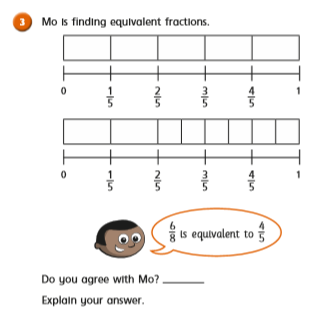 3 Mo is finding equivalent fractions.
0 1/5 2/5 3/5 4/5 1
0 1/5 2/5 3/5 4/5 1
6/8 is equivalent to 4/5
Do you agree with Mo? ______
Explain your answer.